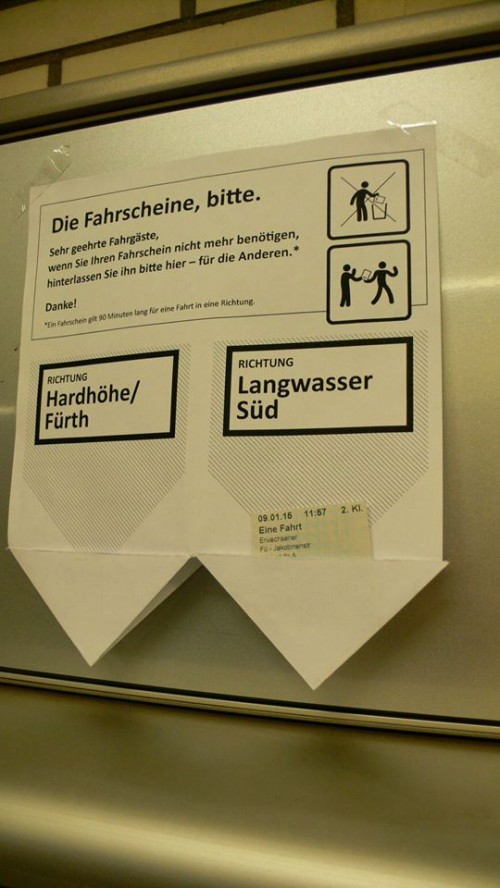 Die Fahrscheine, bitte.
Sehr geehrte Fahrgäste,
wenn Sie Ihren Fahrschein nicht mehr benötigen,
hinterlassen Sie ihn bitte hier – für die Anderen.*
Danke!
*Ein Fahrschein gilt 90 Minuten lang für eine Fahrt in eine Richtung.
RICHTUNG
Hardhöhe/
Fürth
RICHTUNG
Langwasser
Süd
09.01.15 11:57 2. Kl.
Eine Fahrt
Erwachsener
Fü - Jakobinenstr